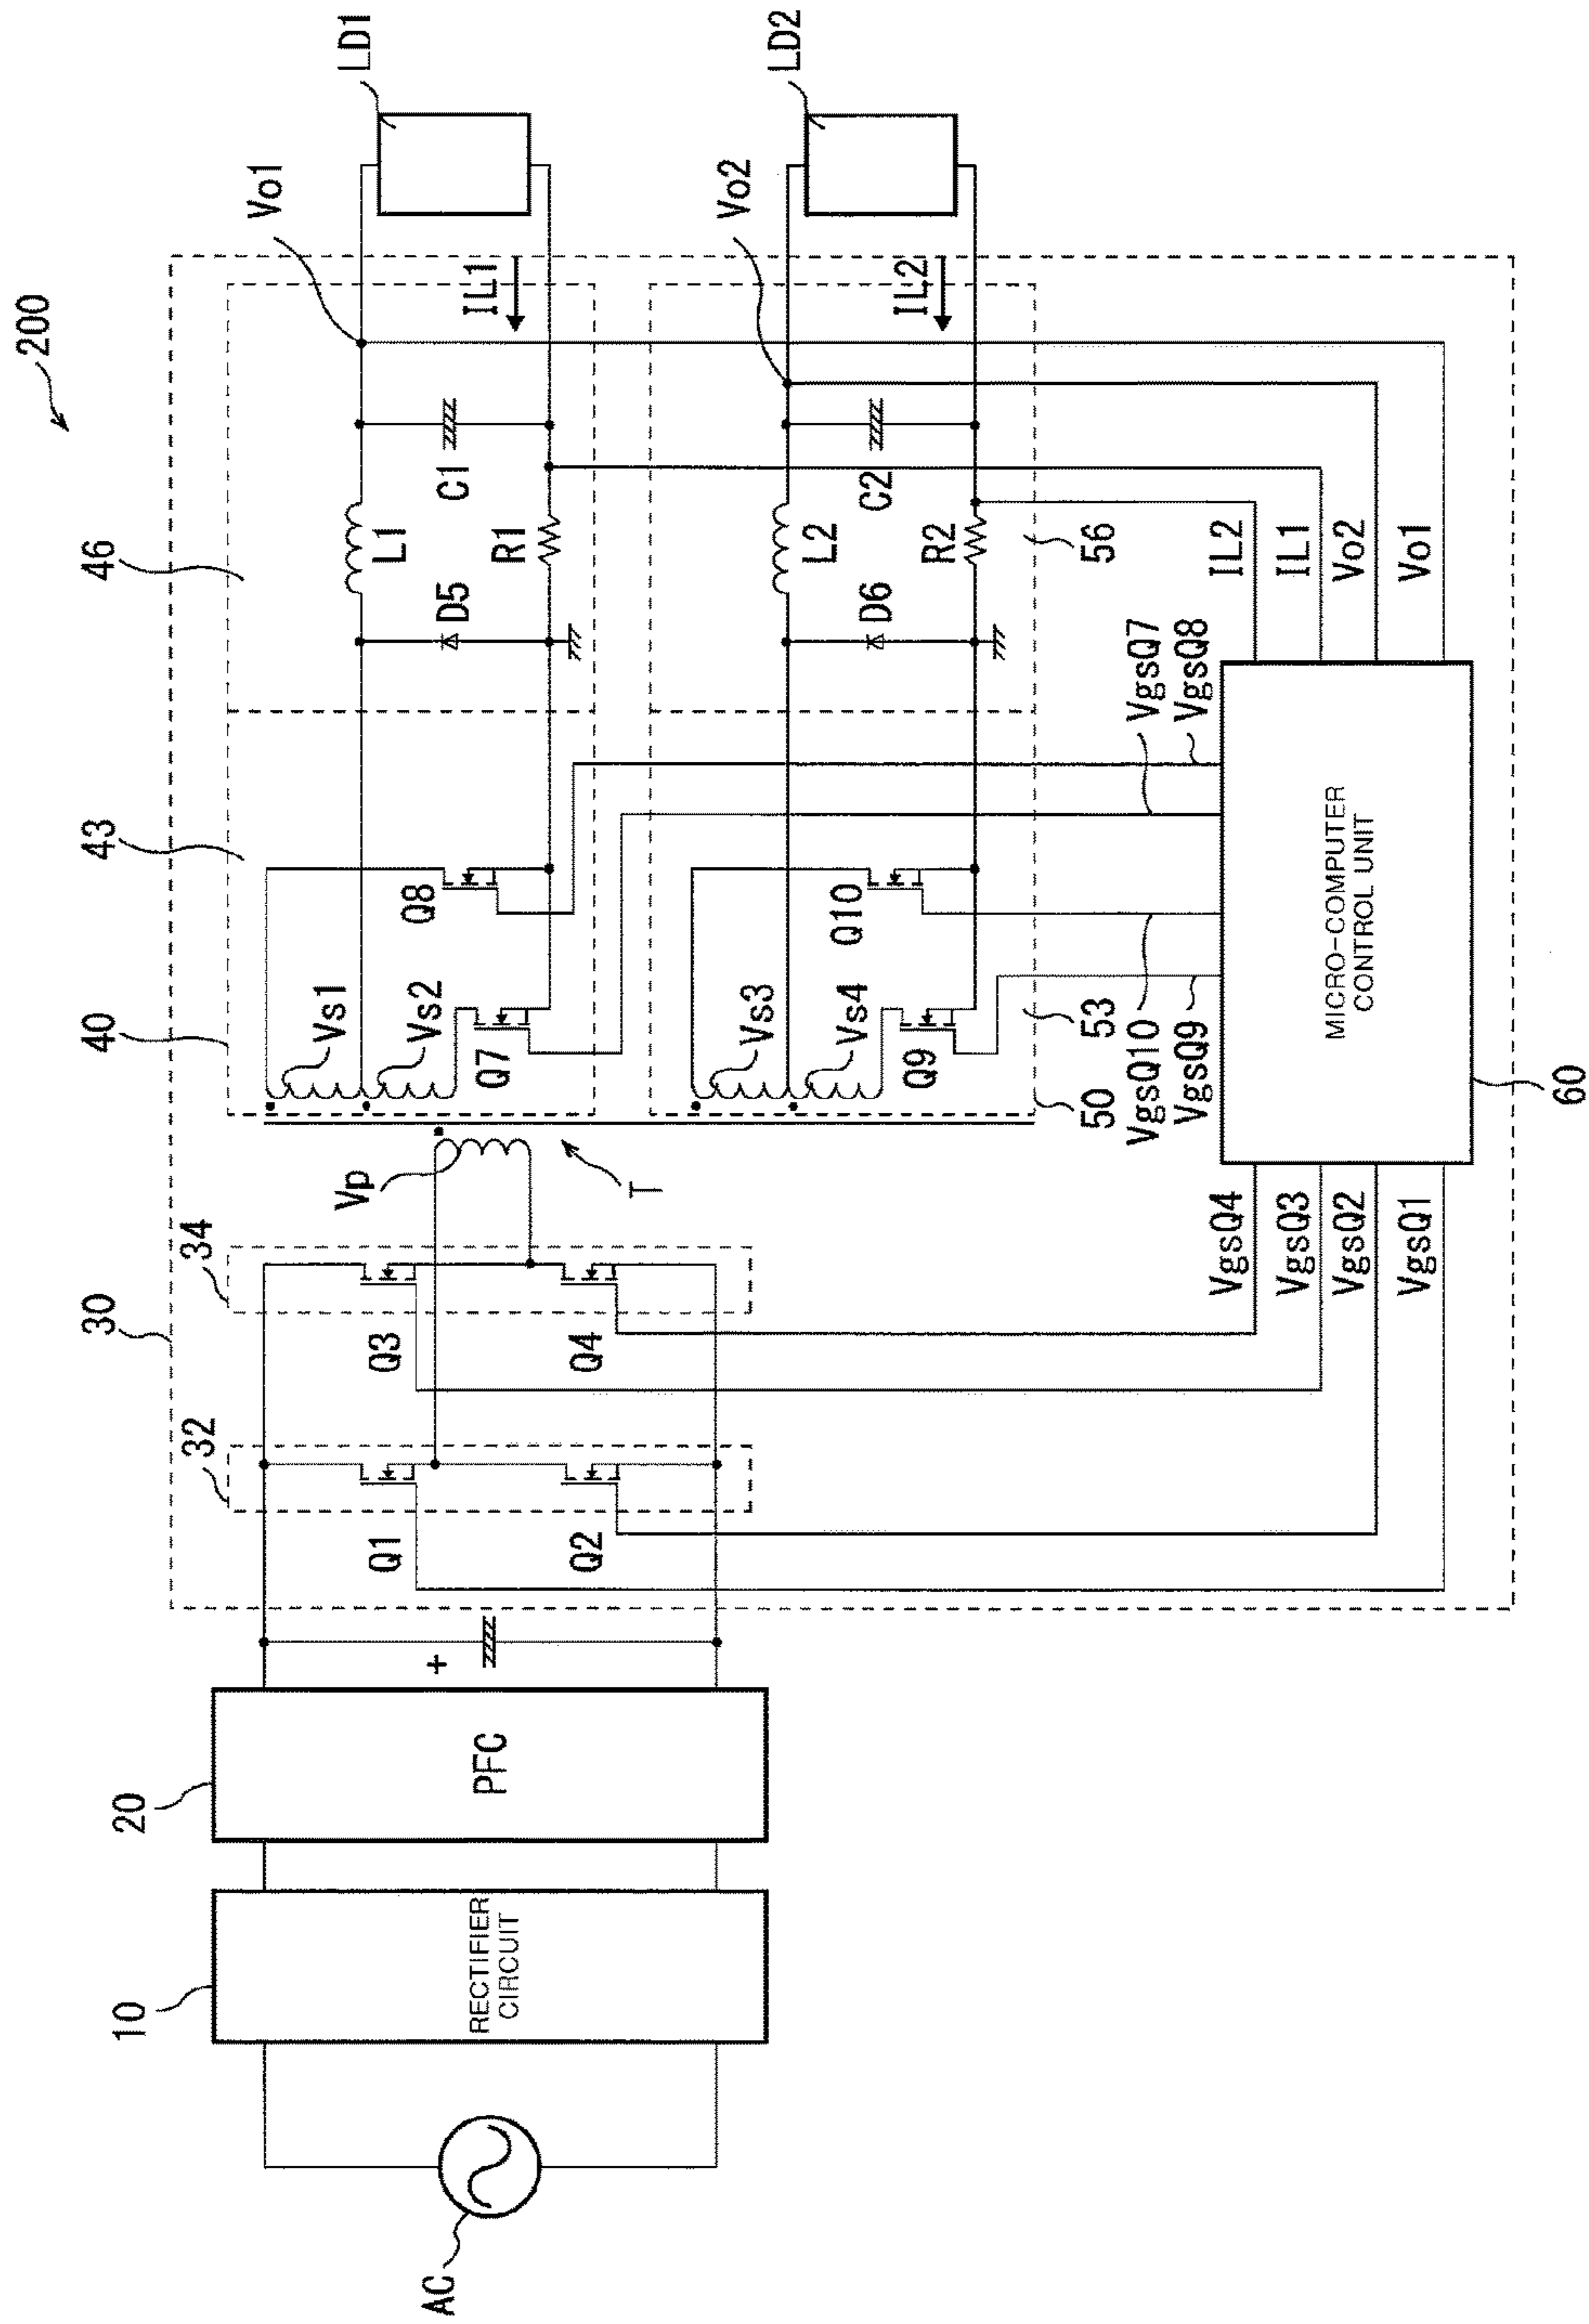 200
AC
10
RECTIFIER
CIRCUIT
20
PFC
+
30
32
Q1
Q2
34
Q3
Q4
Vp
T
40
43
46
Vs1
Vs2
Q7
Q8
D5
L1
R1
C1
IL1
Vo1
LD1
50
53
56
Vs3
Vs4
Q9
Q10
D6
L2
R2
C2
IL2
Vo2
LD2
VgsQ4
VgsQ3
VgsQ2
VgsQ1
VgsQ10
VgsQ9
VgsQ7
VgsQ8
IL2
IL1
Vo2
Vo1
MICRO-COMPUTER
CONTROL UNIT
60